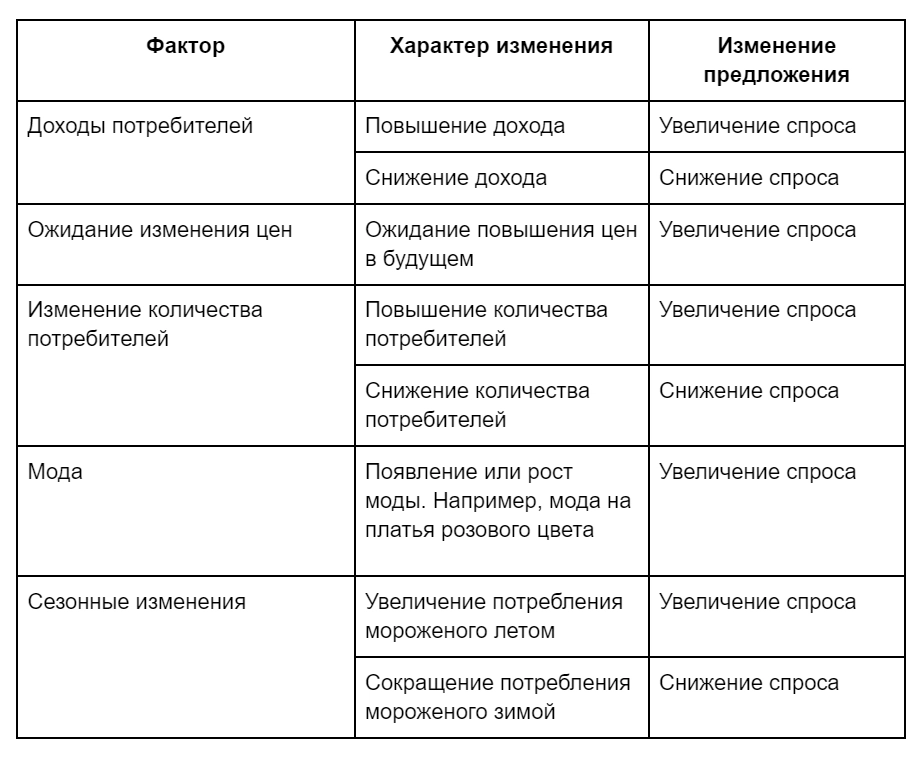 Фактор
Характер изменения
Изменение
предложения
Доходы потребителей
Повышение дохода
Увеличение спроса
Снижение дохода
Снижение спроса
Ожидание изменения цен
Ожидание повышения цен
в будущем
Увеличение спроса
Изменение количества
потребителей
Повышение количества
потребителей
Увеличение спроса
Снижение количества
потребителей
Снижение спроса
Мода
Появление или рост
моды. Например, мода на
платья розового цвета
Увеличение спроса
Сезонные изменения
Увеличение потребления
мороженого летом
Увеличение спроса
Сокращение потребления
мороженого зимой
Снижение спроса